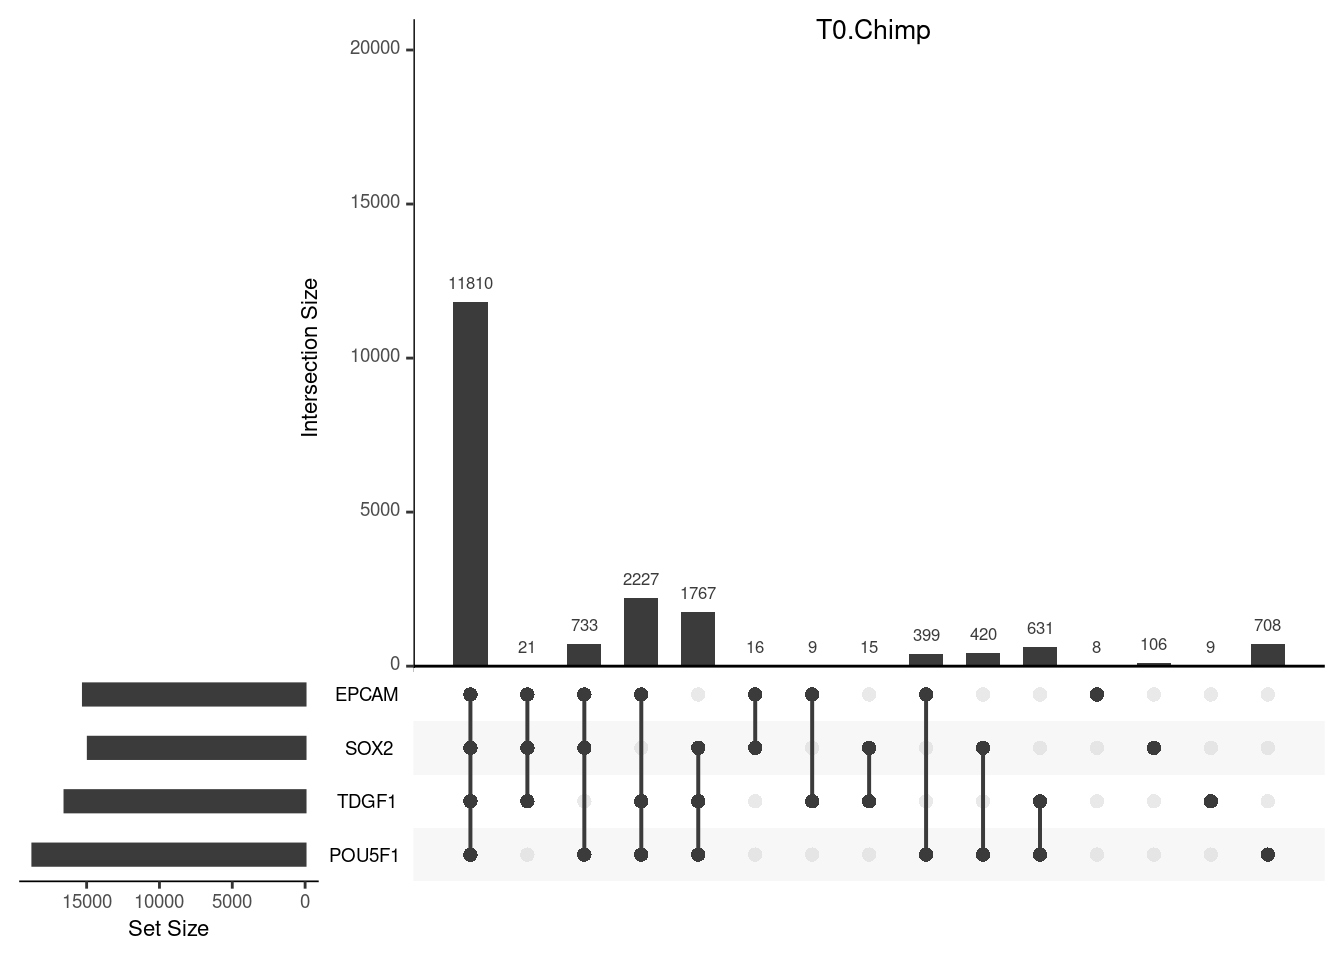 T0.Chimp
20000
15000
10000
5000
0
Intersection Size
11810
21
733
2227
1767
16
9
15
399
420
631
8
106
9
708
EPCAM
SOX2
TDGF1
POU5F1
15000 10000 5000 0
Set Size